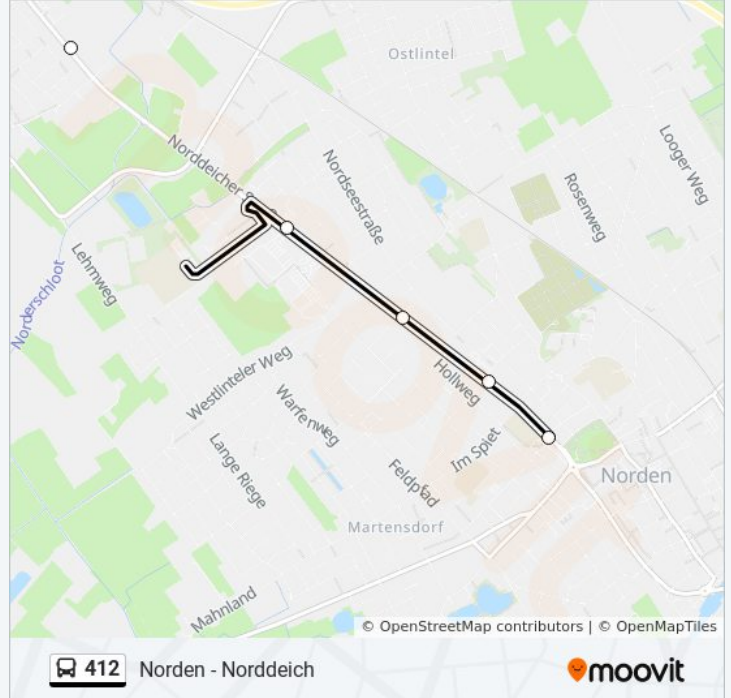 Ostlintel
Looger Weg
Norddeicher S
Nordseestraße
Rosenweg
Lehmweg
Norderschloot
Westlinteler Weg
Hollweg
Warfenweg
Im Spiet
Lange Riege
Feldpfad
Norden
Martensdorf
Mahnland
© OpenStreetMap contributors | © OpenMapTiles
412 Norden - Norddeich
moovit